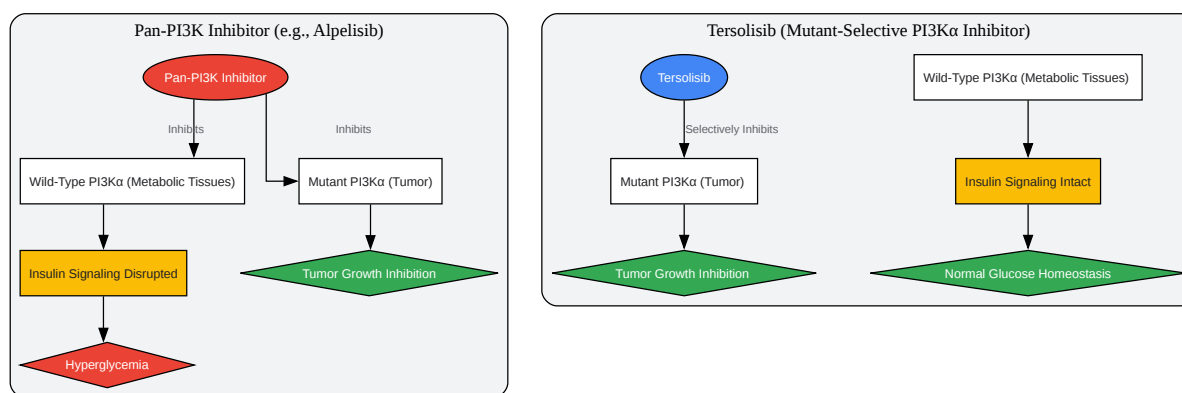 Pan-PI3K Inhibitor (e.g., Alpelisib)
Pan-PI3K Inhibitor
Inhibits
Inhibits
Wild-Type PI3Kα (Metabolic Tissues)
Mutant PI3Kα (Tumor)
Insulin Signaling Disrupted
Tumor Growth Inhibition
Hyperglycemia
Tersolisib (Mutant-Selective PI3Kα Inhibitor)
Tersolisib
Wild-Type PI3Kα (Metabolic Tissues)
Selectively Inhibits
Mutant PI3Kα (Tumor)
Insulin Signaling Intact
Tumor Growth Inhibition
Normal Glucose Homeostasis